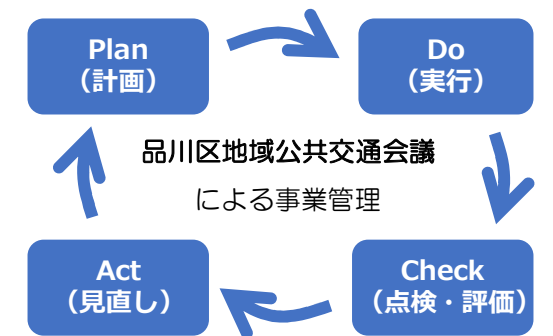 Plan
（計画）
Do
（実行）
品川区地域公共交通会議
による事業管理
Act
（見直し）
Check
（点検・評価）